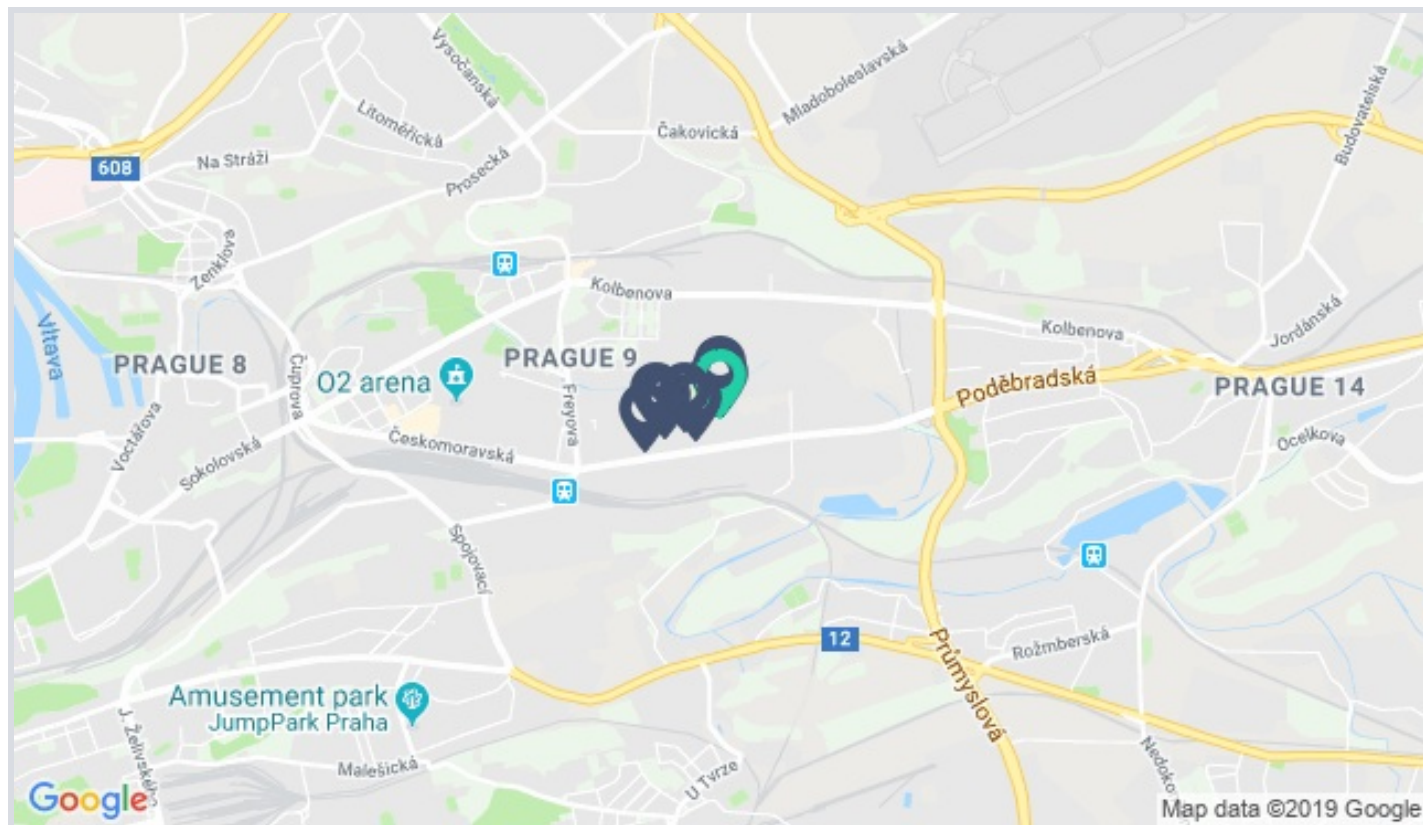 Vysočanská
Mladoboleslavská
Budovatelská
Litoměřická
Čakovická
608
Na Stráži
Prosecká
Zenklova
Kolbenova
Kolbenova
Jordánská
Vltava
PRAGUE 8
Čuprova
O2 arena
PRAGUE 9
Freyova
Poděbradská
PRAGUE 14
Voctářova
Sokolovská
Českomoravská
Ocelkova
Spojovací
12
Průmyslová
Rožmberská
Amusement park
JumpPark Praha
J. Želivského
Malešická
U Tvrze
Nedoko
Google
Map data ©2019 Google